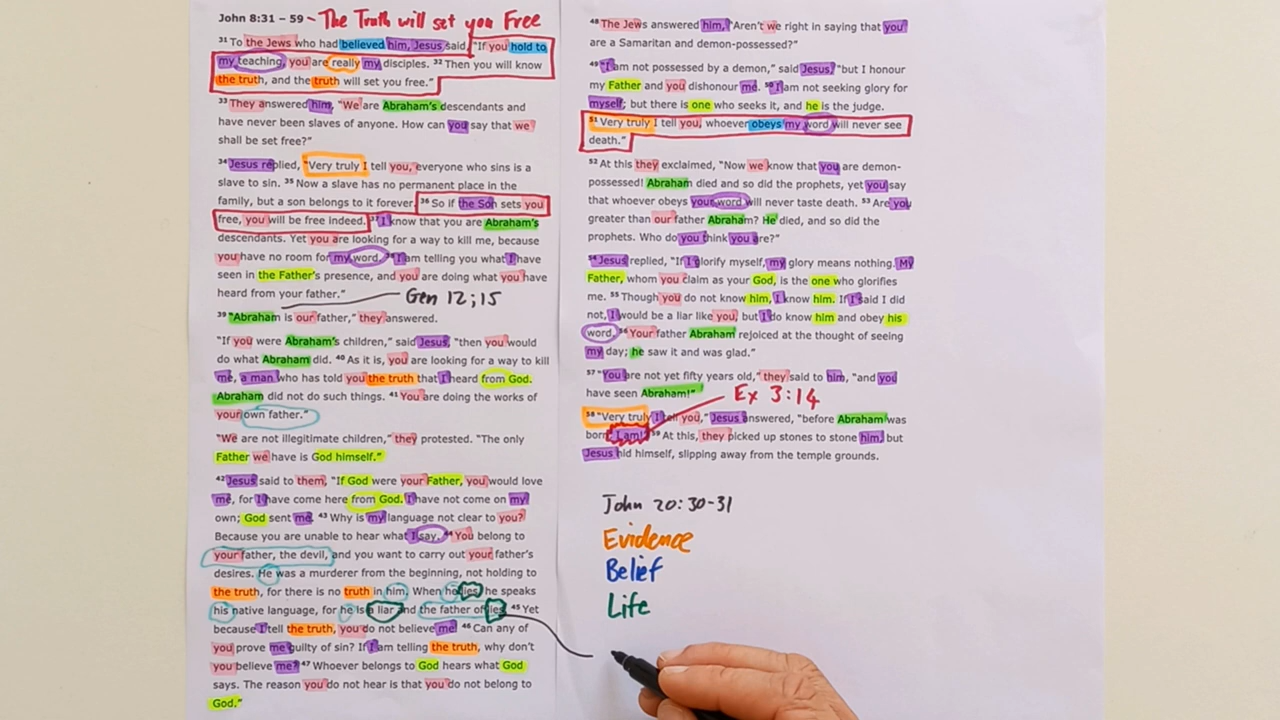 John 8:31 – 59 ~ The Truth will set you Free
31 To the Jews who had believed him, Jesus said, "If you hold to
my teaching, you are really my disciples. 32 Then you will know
the truth, and the truth will set you free."
33 They answered him, "We are Abraham's descendants and
have never been slaves of anyone. How can you say that we
shall be set free?"
34 Jesus replied, "Very truly I tell you, everyone who sins is a
slave to sin. 35 Now a slave has no permanent place in the
family, but a son belongs to it forever. 36 So if the Son sets you
free, you will be free indeed. 37 I know that you are Abraham's
descendants. Yet you are looking for a way to kill me, because
you have no room for my word. 38 I am telling you what I have
seen in the Father's presence, and you are doing what you have
heard from your father."
Gen 12; 15
39 "Abraham is our father," they answered.
"If you were Abraham's children," said Jesus, "then you would
do what Abraham did. 40 As it is, you are looking for a way to kill
me, a man who has told you the truth that I heard from God.
Abraham did not do such things. 41 You are doing the works of
your own father."
"We are not illegitimate children," they protested. "The only
Father we have is God himself."
42 Jesus said to them, "If God were your Father, you would love
me, for I have come here from God. I have not come on my
own; God sent me. 43 Why is my language not clear to you?
Because you are unable to hear what I say. 44 You belong to
your father, the devil, and you want to carry out your father's
desires. He was a murderer from the beginning, not holding to
the truth, for there is no truth in him. When he lies, he speaks
his native language, for he is a liar and the father of lies. 45 Yet
because I tell the truth, you do not believe me! 46 Can any of
you prove me guilty of sin? If I am telling the truth, why don't
you believe me? 47 Whoever belongs to God hears what God
says. The reason you do not hear is that you do not belong to
God."
48 The Jews answered him, "Aren't we right in saying that you
are a Samaritan and demon-possessed?"
49 "I am not possessed by a demon," said Jesus, "but I honour
my Father and you dishonour me. 50 I am not seeking glory for
myself; but there is one who seeks it, and he is the judge.
51 Very truly I tell you, whoever obeys my word will never see
death."
52 At this they exclaimed, "Now we know that you are demon-
possessed! Abraham died and so did the prophets, yet you say
that whoever obeys your word will never taste death. 53 Are you
greater than our father Abraham? He died, and so did the
prophets. Who do you think you are?"
54 Jesus replied, "If I glorify myself, my glory means nothing. My
Father, whom you claim as your God, is the one who glorifies
me. 55 Though you do not know him, I know him. If I said I did
not, I would be a liar like you, but I do know him and obey his
word. 56 Your father Abraham rejoiced at the thought of seeing
my day; he saw it and was glad."
57 "You are not yet fifty years old," they said to him, "and you
have seen Abraham!"
Ex 3:14
58 "Very truly I tell you," Jesus answered, "before Abraham was
born, I am!" 59 At this, they picked up stones to stone him, but
Jesus hid himself, slipping away from the temple grounds.
John 20:30-31
Evidence
Belief
Life